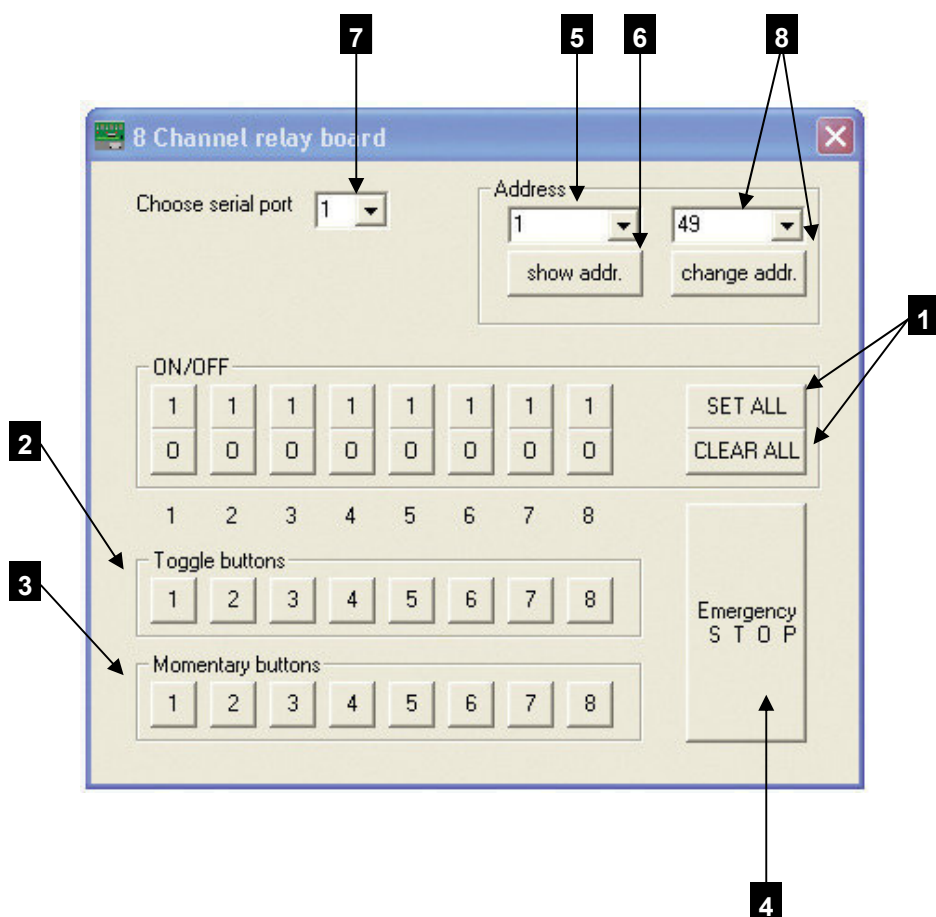 7 5 6 8
8 Channel relay board
Choose serial port 1
Address
1 49
show addr. change addr.
1
ON/OFF
1 1 1 1 1 1 1 1 SET ALL
0 0 0 0 0 0 0 0 CLEAR ALL
2
1 2 3 4 5 6 7 8
Toggle buttons
1 2 3 4 5 6 7 8
3
Emergency
S T O P
Momentary buttons
1 2 3 4 5 6 7 8
4